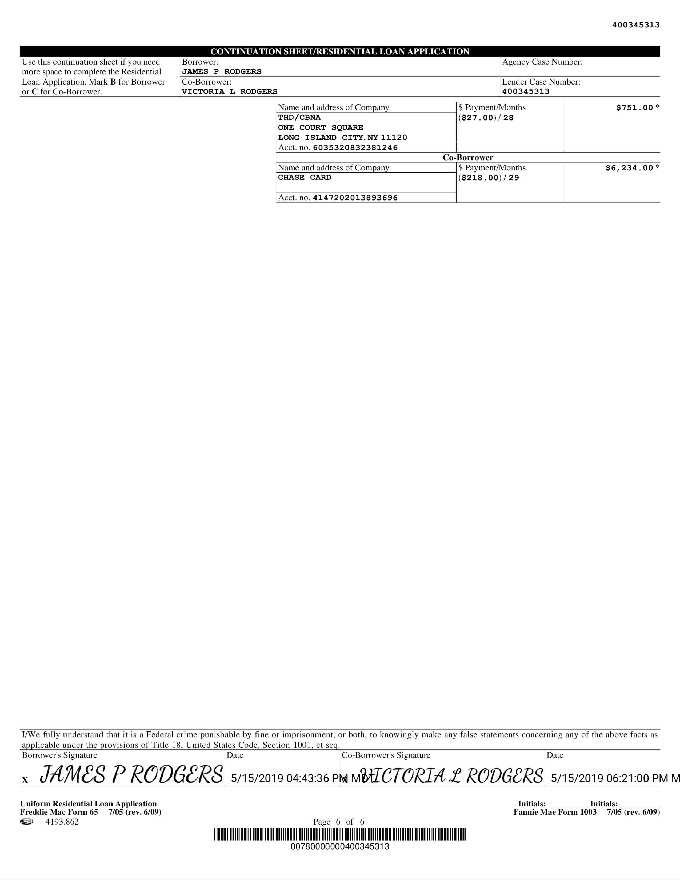 400345313
CONTINUATION SHEET/RESIDENTIAL LOAN APPLICATION
Use this continuation sheet if you need more space to complete the Residential Loan Application. Mark B for Borrower or C for Co-Borrower.
Borrower:
JAMES P RODGERS
Agency Case Number:
Co-Borrower:
VICTORIA L RODGERS
Lender Case Number:
400345313
Name and address of Company
$ Payment/Months
$751.00 º
THD/CBNA
($27.00)/28
ONE COURT SQUARE
LONG ISLAND CITY,NY 11120
Acct. no. 6035320832381246
Co-Borrower
Name and address of Company
$ Payment/Months
$6,234.00 º
CHASE CARD
($218.00)/29
Acct. no. 4147202013893696
I/We fully understand that it is a Federal crime punishable by fine or imprisonment, or both, to knowingly make any false statements concerning any of the above facts as
applicable under the provisions of Title 18, United States Code, Section 1001, et seq.
Borrower's Signature Date Co-Borrower's Signature Date
x JAMES P RODGERS 5/15/2019 04:43:36 PM VICTORIA L RODGERS 5/15/2019 06:21:00 PM M
Uniform Residential Loan Application
Freddie Mac Form 65 7/05 (rev. 6/09)
4193.862
Page 6 of 6
Initials: Initials:
Fannie Mae Form 1003 7/05 (rev. 6/09)
00780000000400345313